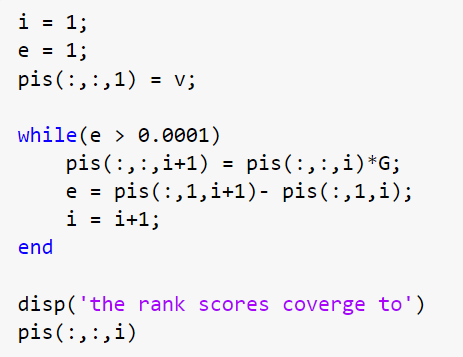 i = 1;
e = 1;
pis(:,:,1) = v;
while(e > 0.0001)
pis(:,:,i+1) = pis(:,:,i)*G;
e = pis(:,1,i+1)- pis(:,1,i);
i = i+1;
end
disp('the rank scores coverge to')
pis(:,:,i)